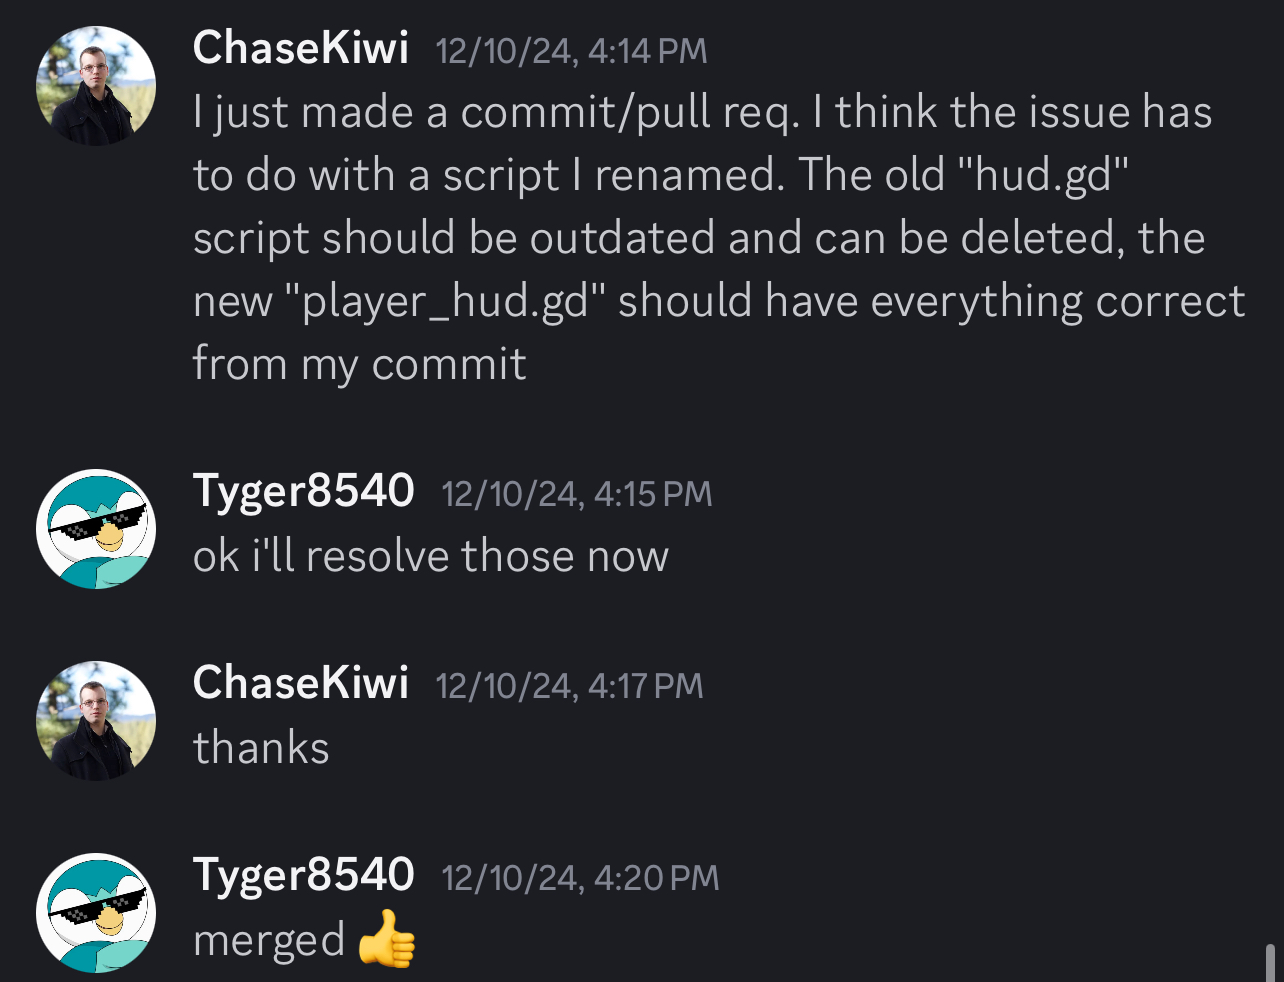 ChaseKiwi 12/10/24, 4:14 PM
I just made a commit/pull req. I think the issue has
to do with a script I renamed. The old "hud.gd"
script should be outdated and can be deleted, the
new "player_hud.gd" should have everything correct
from my commit
Tyger8540 12/10/24, 4:15 PM
ok i'll resolve those now
ChaseKiwi 12/10/24, 4:17 PM
thanks
Tyger8540 12/10/24, 4:20 PM
merged 👍